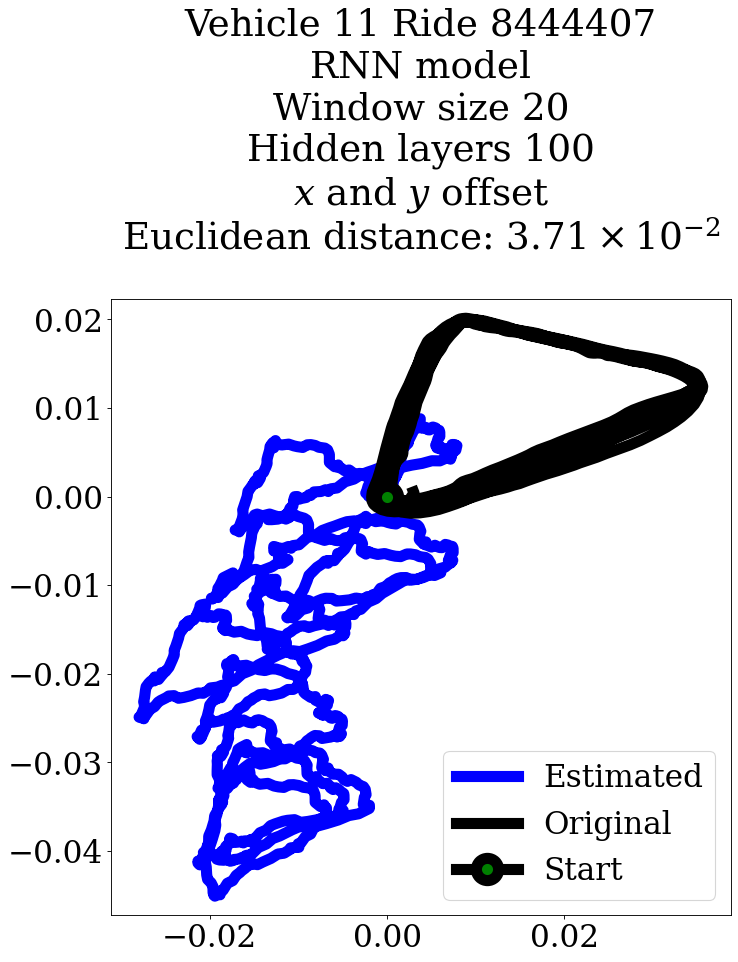 Vehicle 11 Ride 8444407
RNN model
Window size 20
Hidden layers 100
x and y offset
Euclidean distance: 3.71 × 10⁻²
0.02
0.01
0.00
−0.01
−0.02
−0.03
−0.04
Estimated
Original
Start
−0.02 0.00 0.02